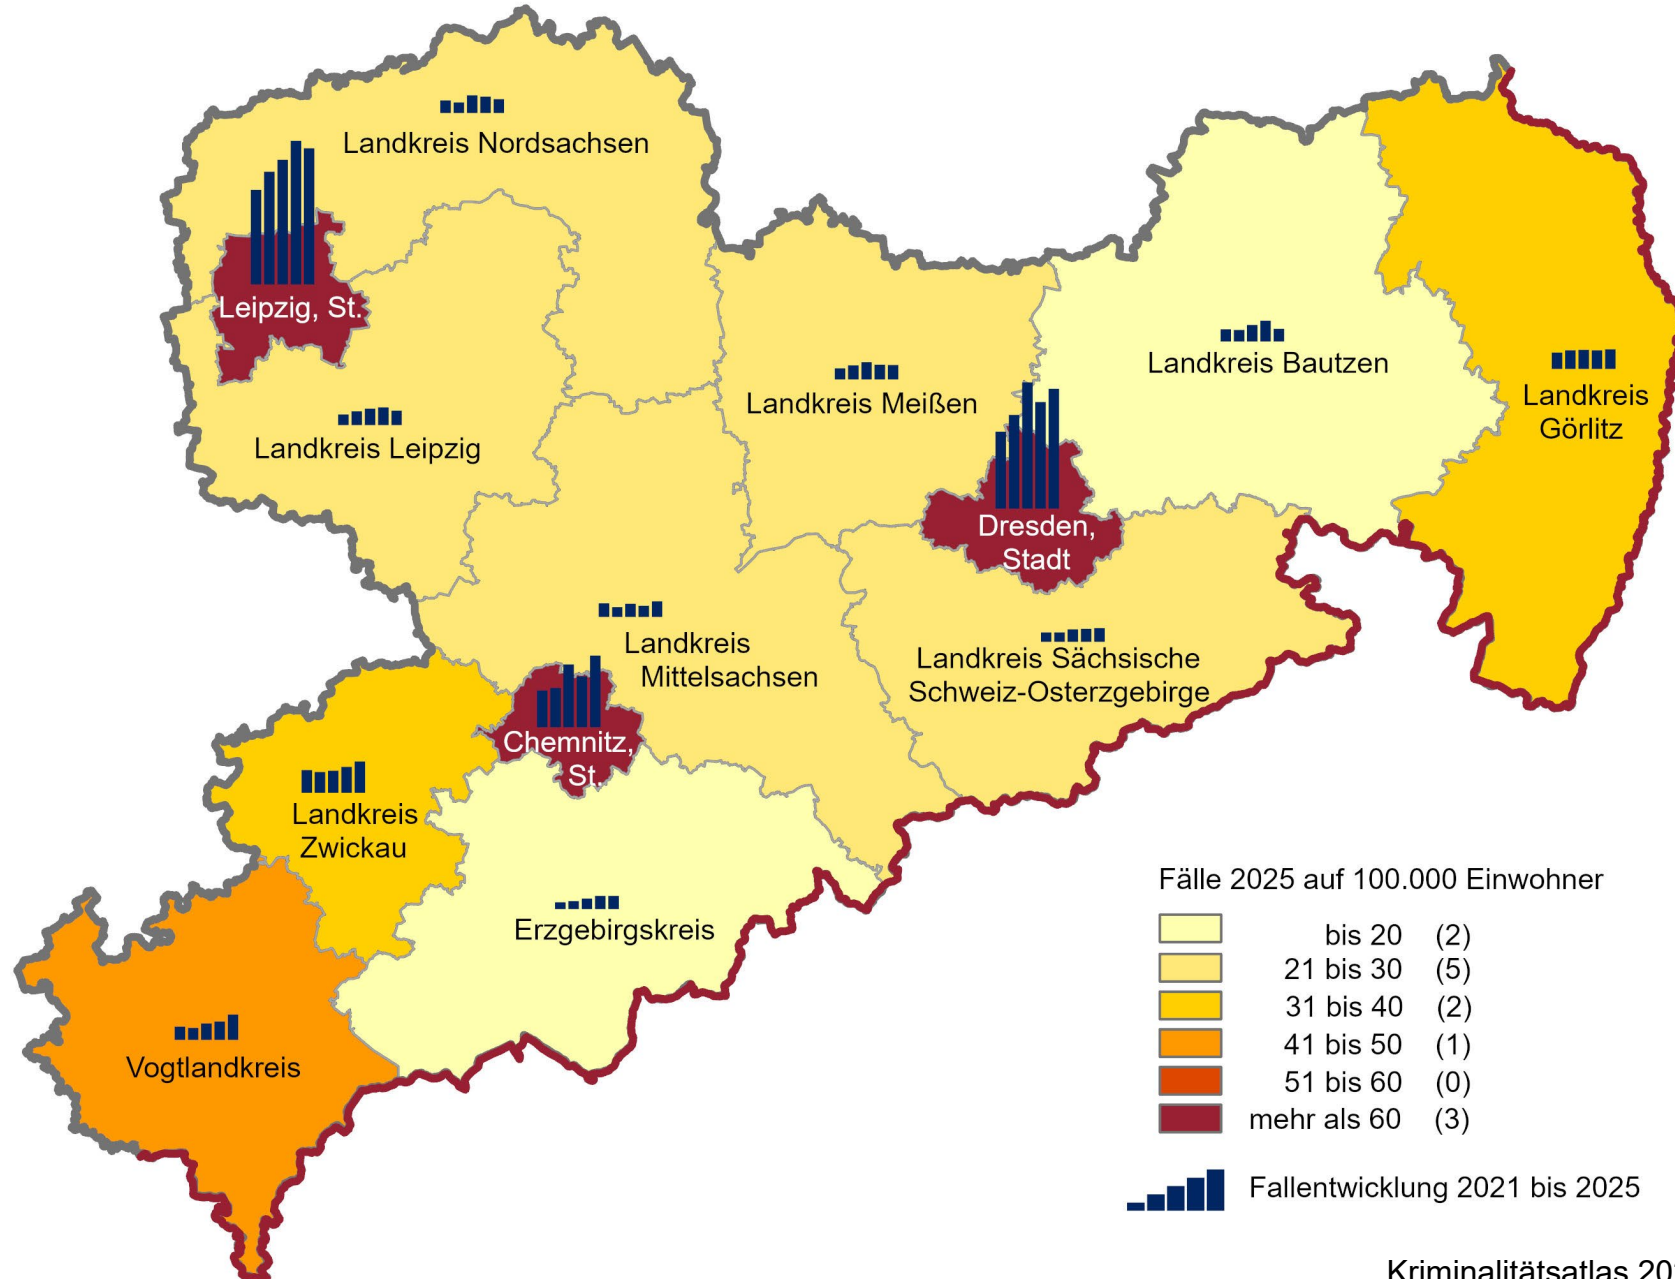 Landkreis Nordsachsen
Leipzig, St.
Landkreis Bautzen
Landkreis Meißen
Landkreis
Görlitz
Landkreis Leipzig
Dresden,
Stadt
Landkreis
Mittelsachsen
Landkreis Sächsische
Schweiz-Osterzgebirge
Chemnitz,
St.
Landkreis
Zwickau
Erzgebirgskreis
Vogtlandkreis
Fälle 2025 auf 100.000 Einwohner
bis 20 (2)
21 bis 30 (5)
31 bis 40 (2)
41 bis 50 (1)
51 bis 60 (0)
mehr als 60 (3)
Fallentwicklung 2021 bis 2025
Kriminalitätsatlas 20